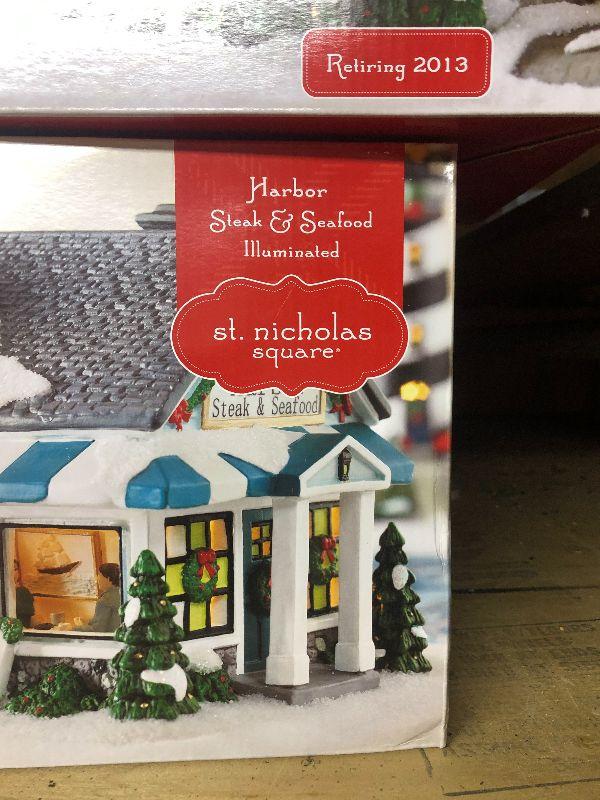 Retiring 2013
Harbor
Steak & Seafood
Illuminated
st. nicholas
square®
Steak & Seafood